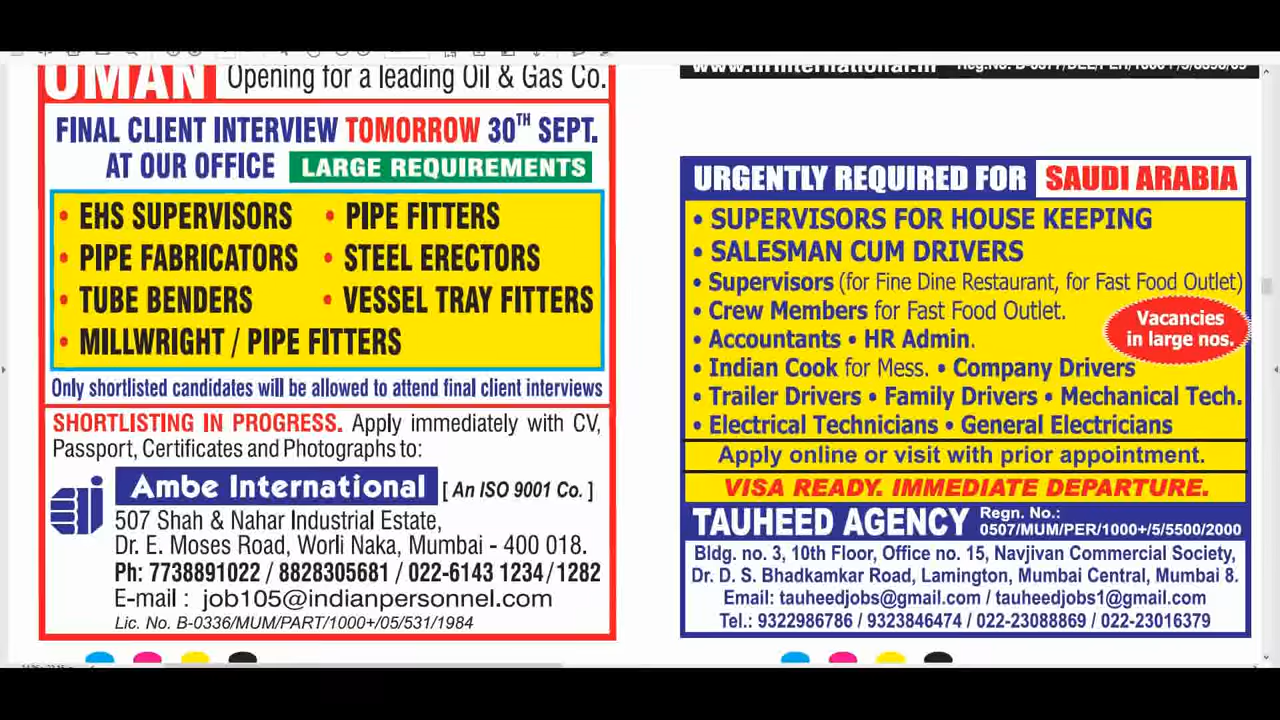 OMAN Opening for a leading Oil & Gas Co.
FINAL CLIENT INTERVIEW TOMORROW 30TH SEPT.
AT OUR OFFICE LARGE REQUIREMENTS
• EHS SUPERVISORS • PIPE FITTERS
• PIPE FABRICATORS • STEEL ERECTORS
• TUBE BENDERS • VESSEL TRAY FITTERS
• MILLWRIGHT / PIPE FITTERS
Only shortlisted candidates will be allowed to attend final client interviews
SHORTLISTING IN PROGRESS. Apply immediately with CV,
Passport, Certificates and Photographs to:
Ambe International [ An ISO 9001 Co. ]
507 Shah & Nahar Industrial Estate,
Dr. E. Moses Road, Worli Naka, Mumbai - 400 018.
Ph: 7738891022 / 8828305681 / 022-6143 1234/1282
E-mail : job105@indianpersonnel.com
Lic. No. B-0336/MUM/PART/1000+/05/531/1984
URGENTLY REQUIRED FOR SAUDI ARABIA
• SUPERVISORS FOR HOUSE KEEPING
• SALESMAN CUM DRIVERS
• Supervisors (for Fine Dine Restaurant, for Fast Food Outlet)
• Crew Members for Fast Food Outlet.
• Accountants • HR Admin.
Vacancies
in large nos.
• Indian Cook for Mess. • Company Drivers
• Trailer Drivers • Family Drivers • Mechanical Tech.
• Electrical Technicians • General Electricians
Apply online or visit with prior appointment.
VISA READY. IMMEDIATE DEPARTURE.
TAUHEED AGENCY Regn. No.:
0507/MUM/PER/1000+/5/5500/2000
Bldg. no. 3, 10th Floor, Office no. 15, Navjivan Commercial Society,
Dr. D. S. Bhadkamkar Road, Lamington, Mumbai Central, Mumbai 8.
Email: tauheedjobs@gmail.com / tauheedjobs1@gmail.com
Tel.: 9322986786 / 9323846474 / 022-23088869 / 022-23016379